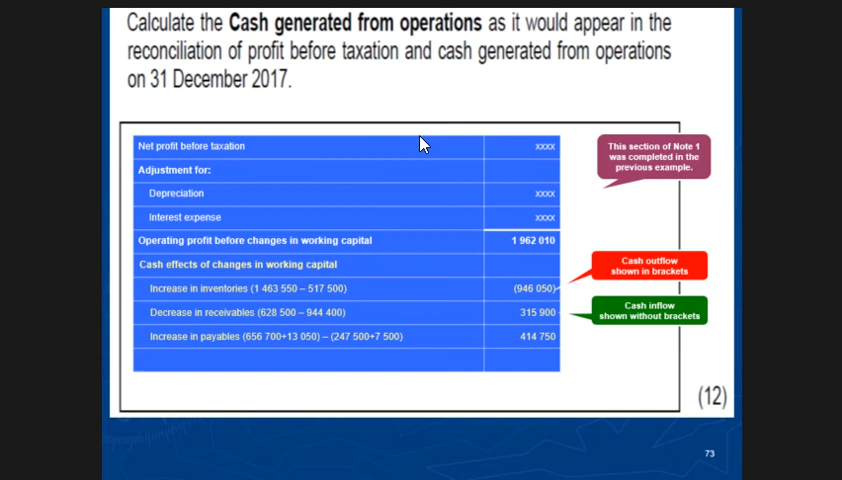 Calculate the Cash generated from operations as it would appear in the
reconciliation of profit before taxation and cash generated from operations
on 31 December 2017.
Net profit before taxation xxxx
Adjustment for:
Depreciation xxxx
Interest expense xxxx
Operating profit before changes in working capital 1 962 010
Cash effects of changes in working capital
Increase in inventories (1 463 550 – 517 500) (946 050)
Decrease in receivables (628 500 – 944 400) 315 900
Increase in payables (656 700+13 050) – (247 500+7 500) 414 750
This section of Note 1
was completed in the
previous example.
Cash outflow
shown in brackets
Cash inflow
shown without brackets
(12)
73